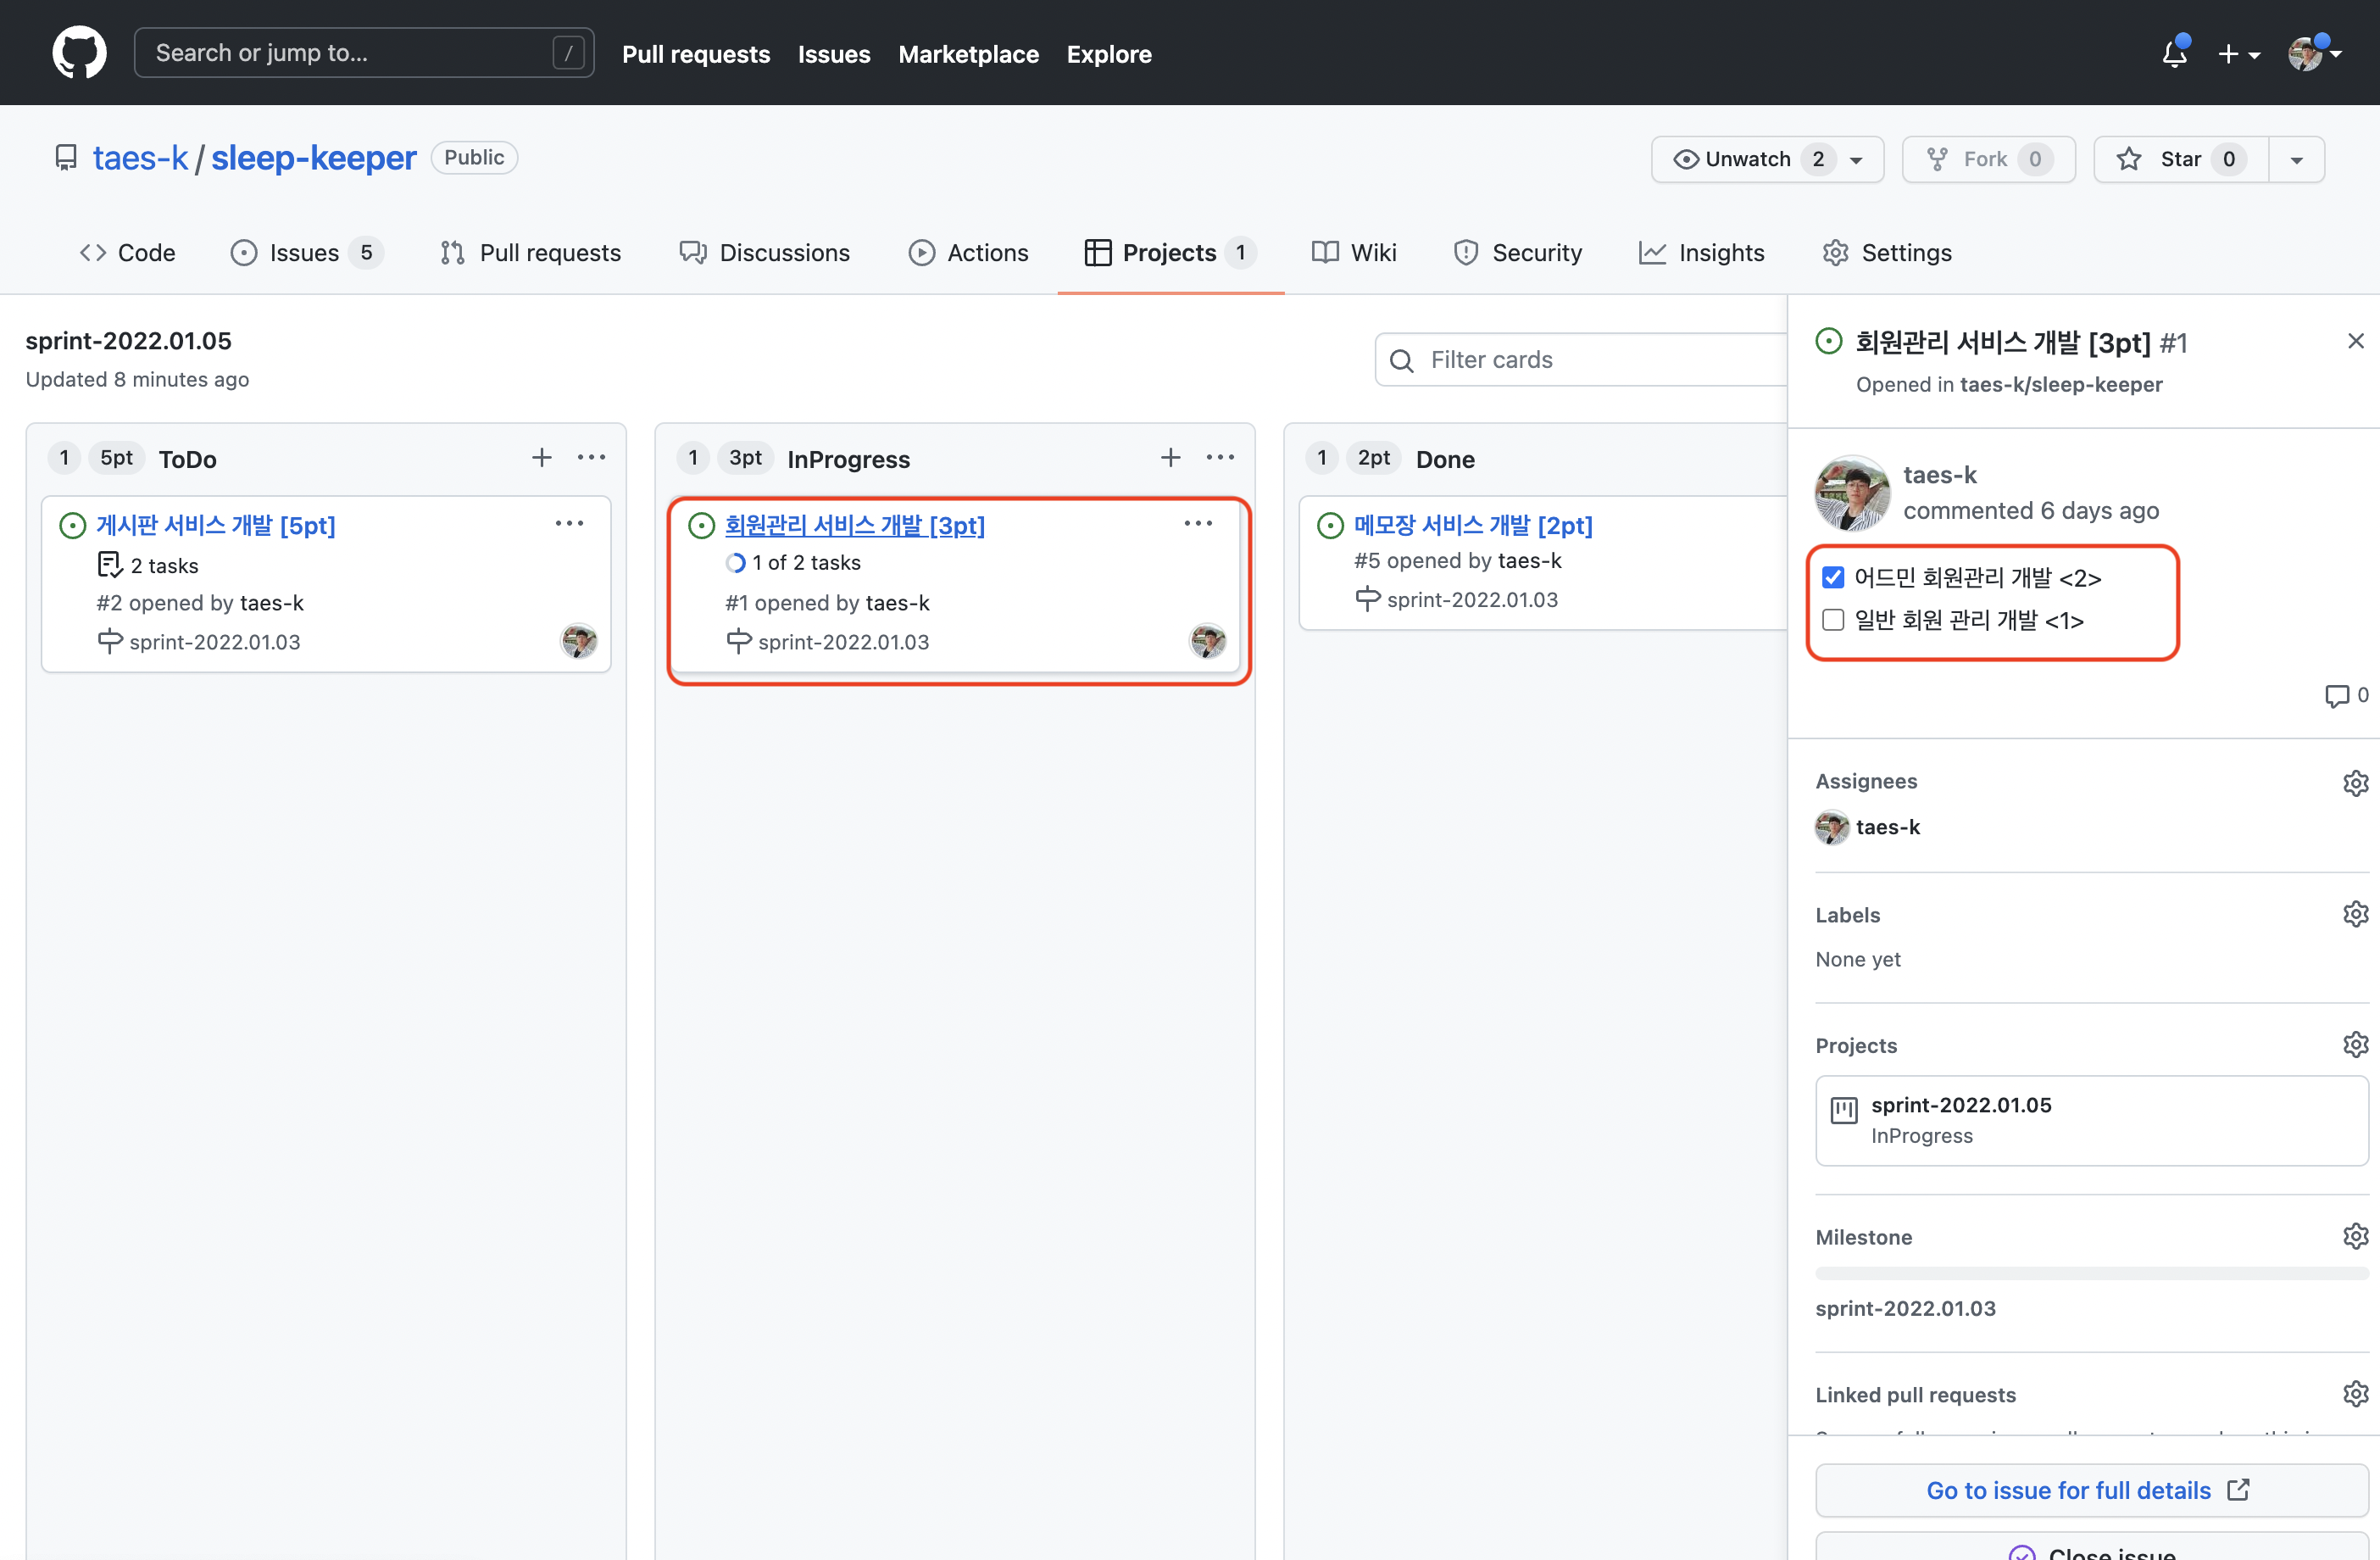 Search or jump to...
/
Pull requests
Issues
Marketplace
Explore
taes-k / sleep-keeper
Public
Unwatch 2
Fork 0
Star 0
Code
Issues 5
Pull requests
Discussions
Actions
Projects 1
Wiki
Security
Insights
Settings
sprint-2022.01.05
Updated 8 minutes ago
Filter cards
1 5pt ToDo
게시판 서비스 개발 [5pt]
2 tasks
#2 opened by taes-k
sprint-2022.01.03
1 3pt InProgress
회원관리 서비스 개발 [3pt]
1 of 2 tasks
#1 opened by taes-k
sprint-2022.01.03
1 2pt Done
메모장 서비스 개발 [2pt]
#5 opened by taes-k
sprint-2022.01.03
회원관리 서비스 개발 [3pt] #1
Opened in taes-k/sleep-keeper
taes-k
commented 6 days ago
어드민 회원관리 개발 <2>
일반 회원 관리 개발 <1>
0
Assignees
taes-k
Labels
None yet
Projects
sprint-2022.01.05
InProgress
Milestone
sprint-2022.01.03
Linked pull requests
Go to issue for full details
Close issue